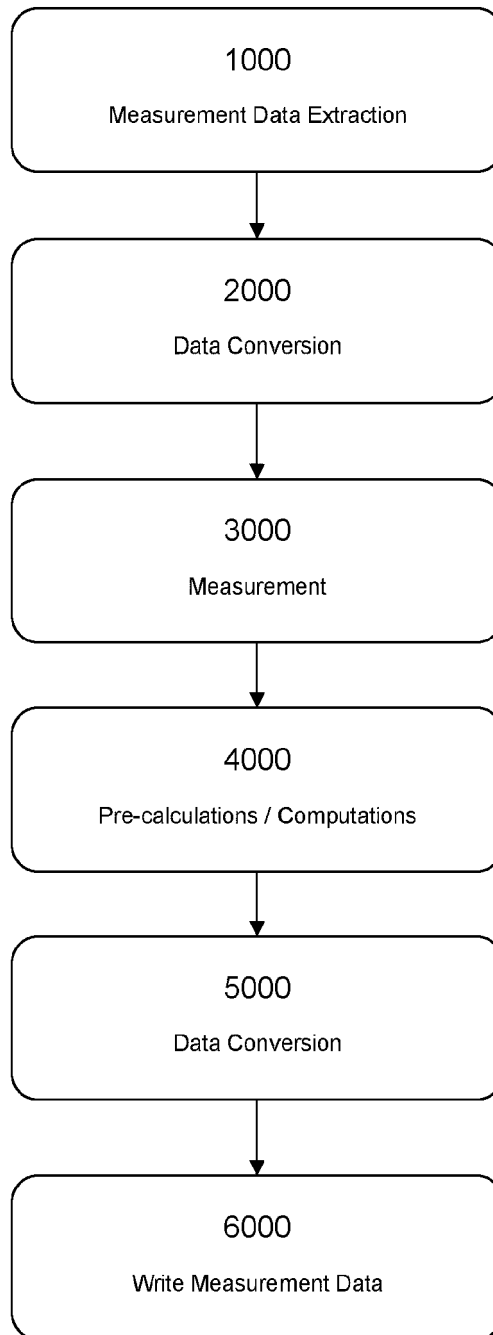 1000
Measurement Data Extraction
2000
Data Conversion
3000
Measurement
4000
Pre-calculations / Computations
5000
Data Conversion
6000
Write Measurement Data